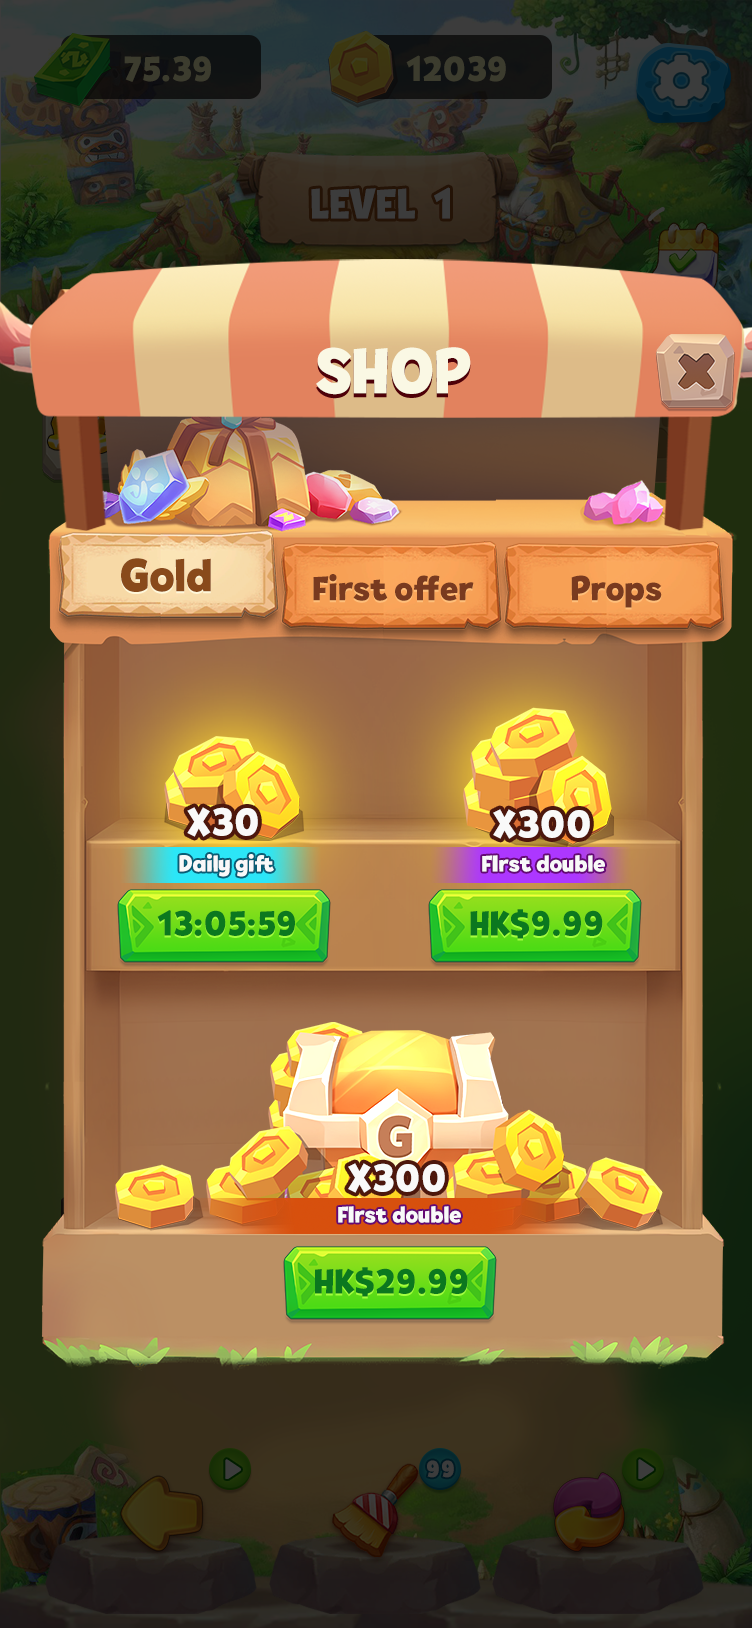 75.39
12039
LEVEL 1
SHOP
Gold
First offer
Props
X30
X300
Daily gift
FIrst double
13:05:59
HK$9.99
G
X300
FIrst double
HK$29.99
99